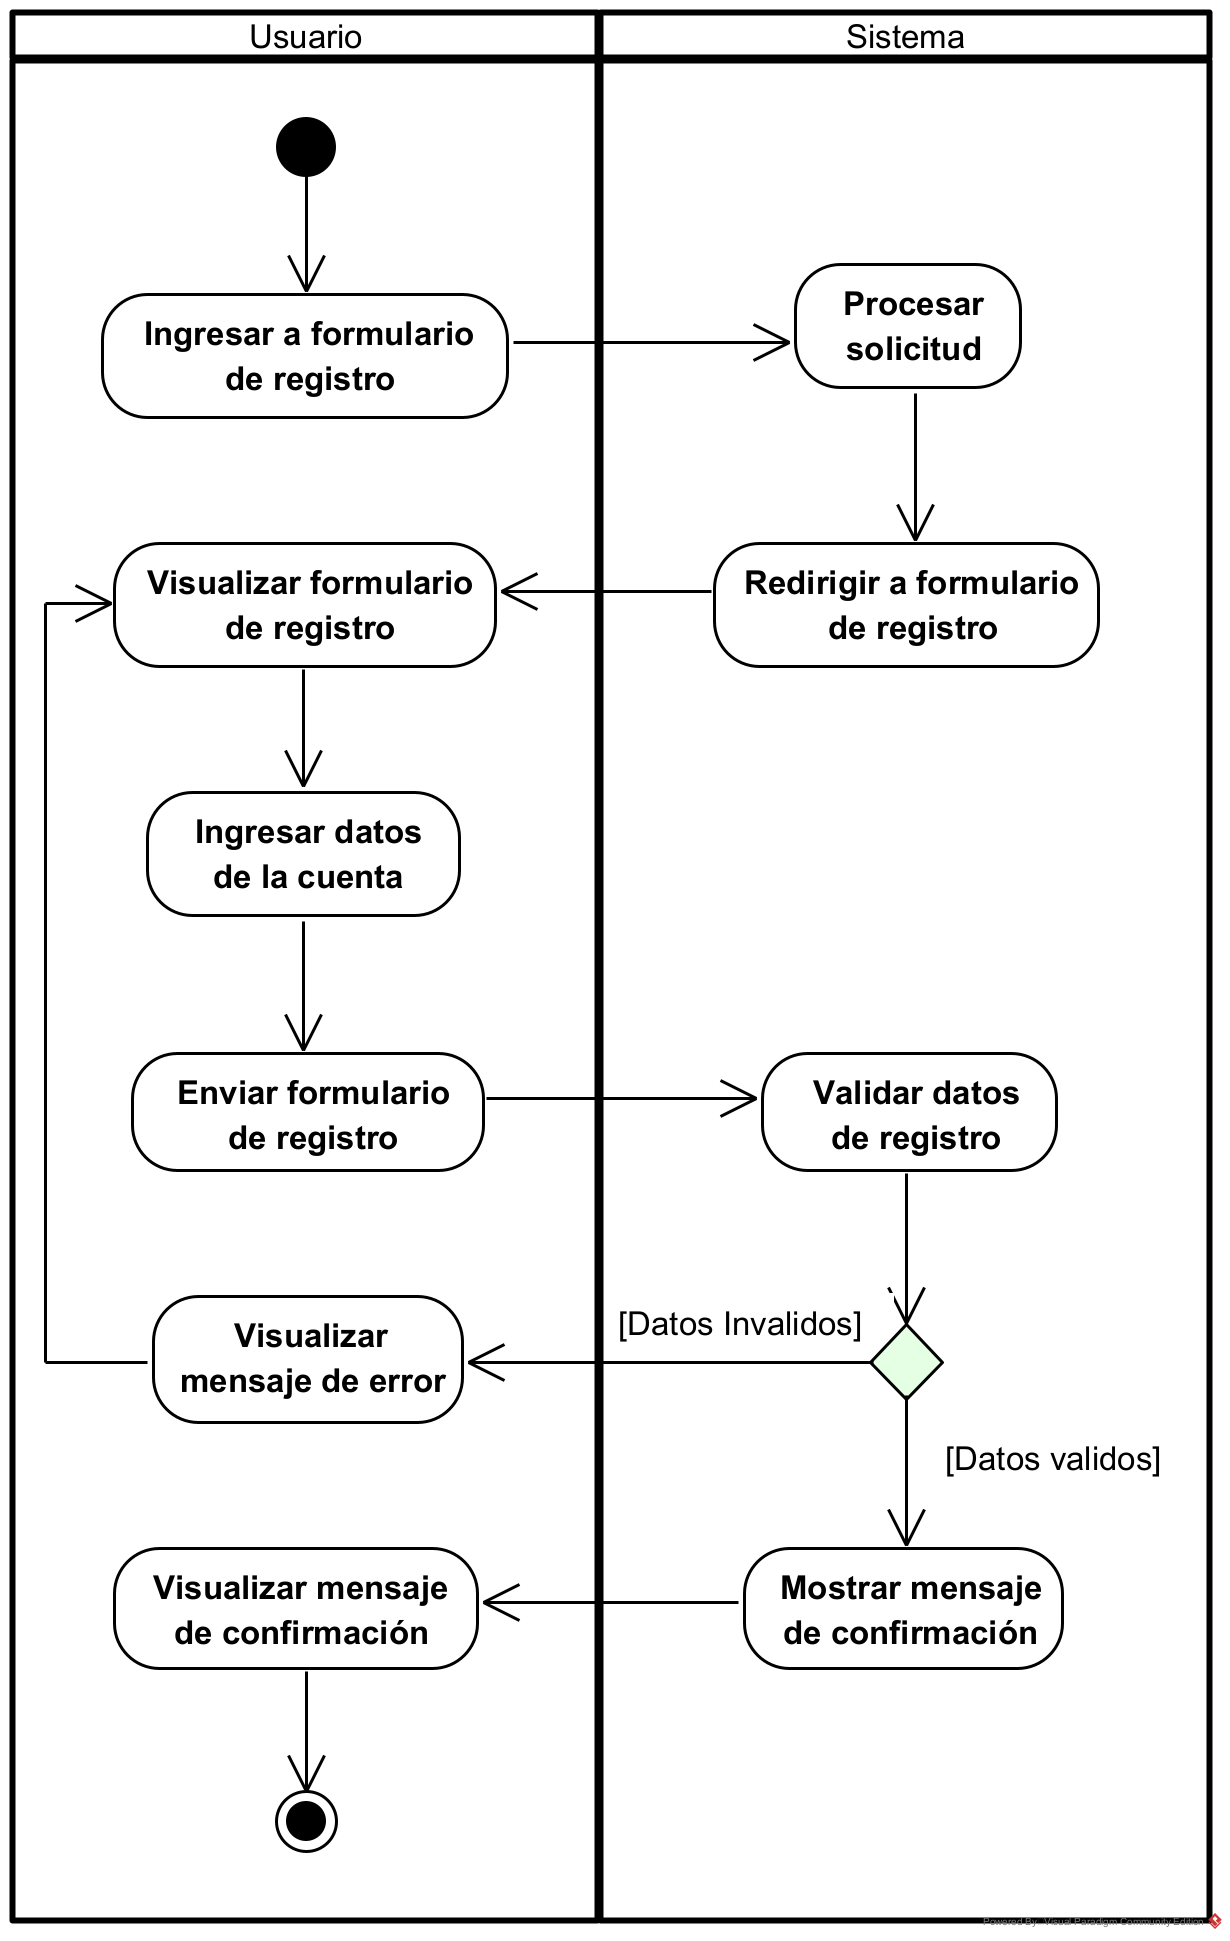 Usuario
Sistema
Ingresar a formulario
de registro
Procesar
solicitud
Visualizar formulario
de registro
Redirigir a formulario
de registro
Ingresar datos
de la cuenta
Enviar formulario
de registro
Validar datos
de registro
[Datos Invalidos]
Visualizar
mensaje de error
[Datos validos]
Visualizar mensaje
de confirmación
Mostrar mensaje
de confirmación
Powered By Visual Paradigm Community Edition